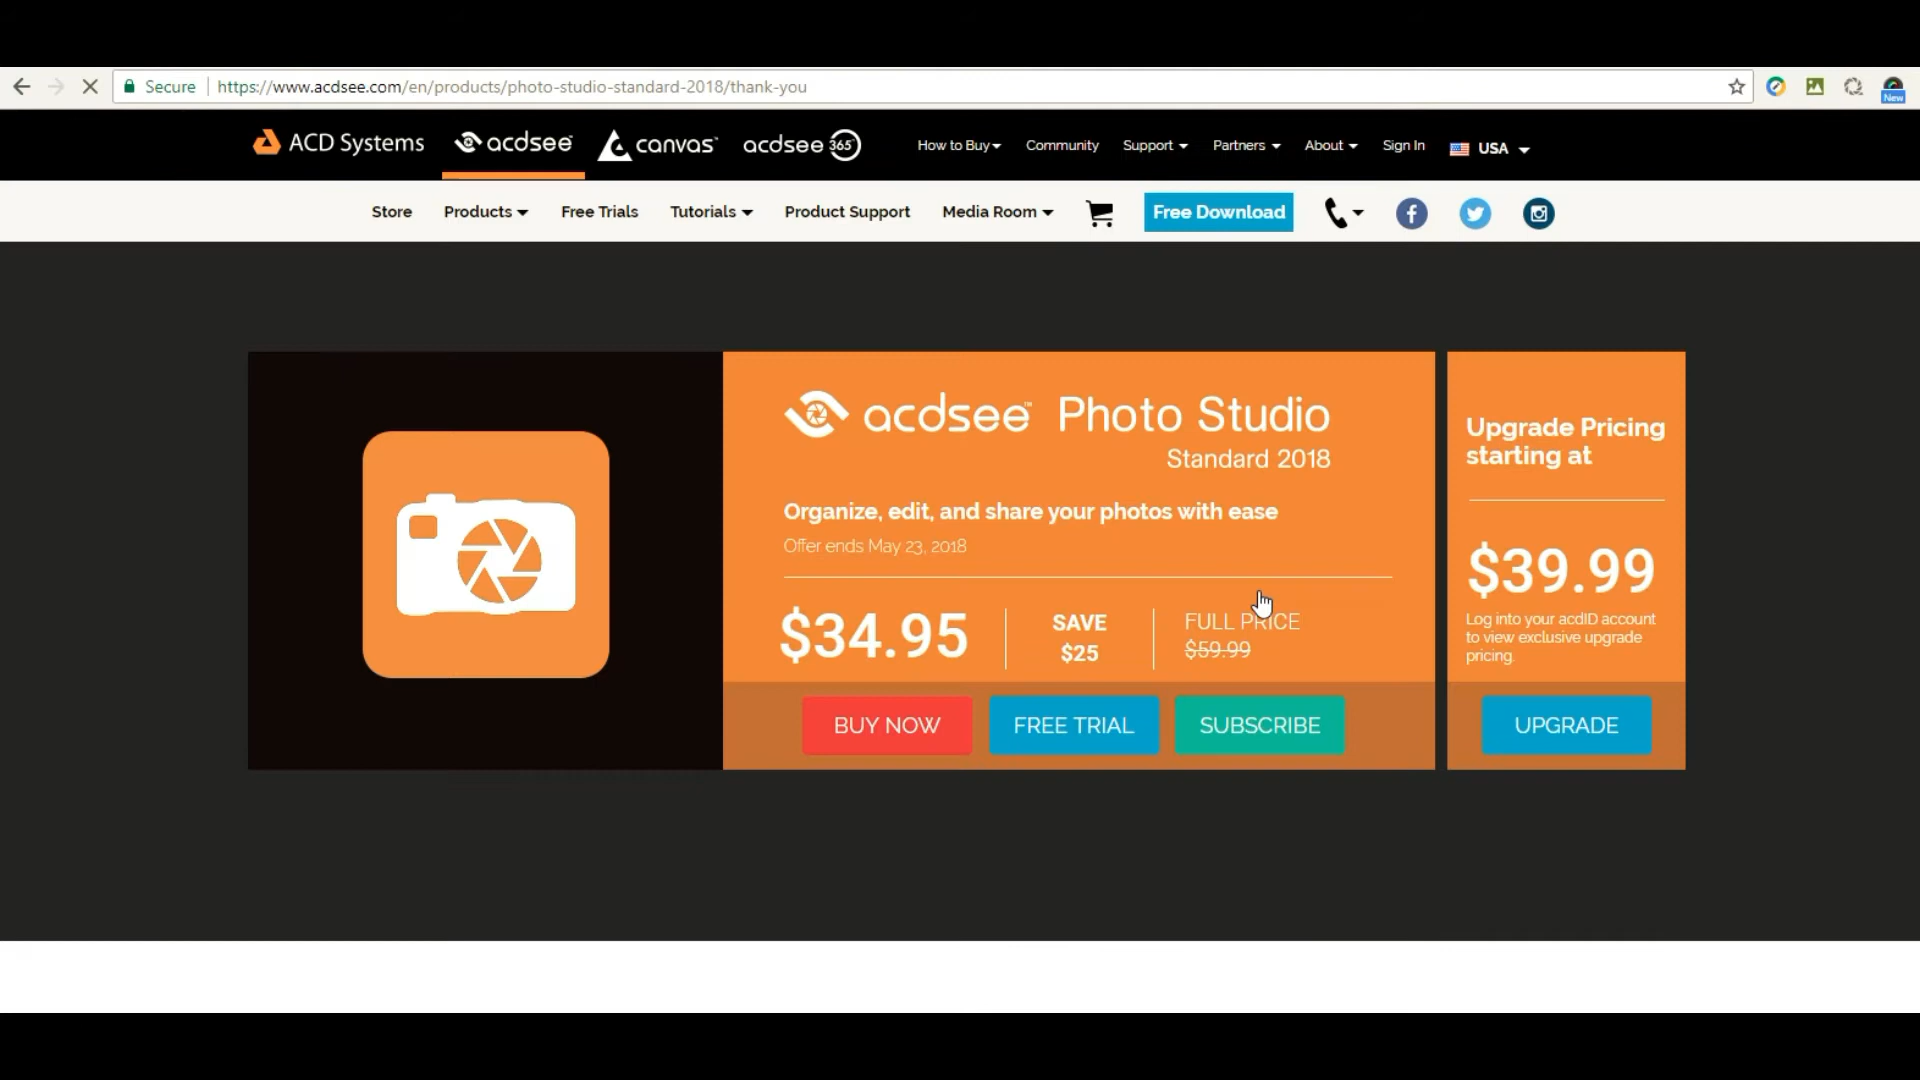 Secure https://www.acdsee.com/en/products/photo-studio-standard-2018/thank-you
New
ACD Systems acdsee™ canvas™ acdsee 365 How to Buy Community Support Partners About Sign In USA
Store Products Free Trials Tutorials Product Support Media Room Free Download
acdsee™ Photo Studio
Standard 2018
Organize, edit, and share your photos with ease
Offer ends May 23, 2018
$34.95
SAVE
$25
FULL PRICE
$59.99
BUY NOW FREE TRIAL SUBSCRIBE
Upgrade Pricing
starting at
$39.99
Log into your acdID account
to view exclusive upgrade
pricing.
UPGRADE